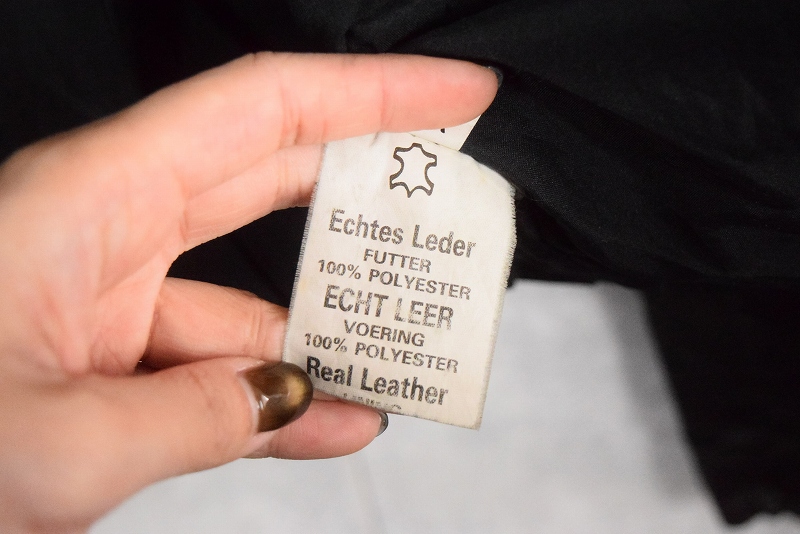 Echtes Leder
FUTTER
100% POLYESTER
ECHT LEER
VOERING
100% POLYESTER
Real Leather